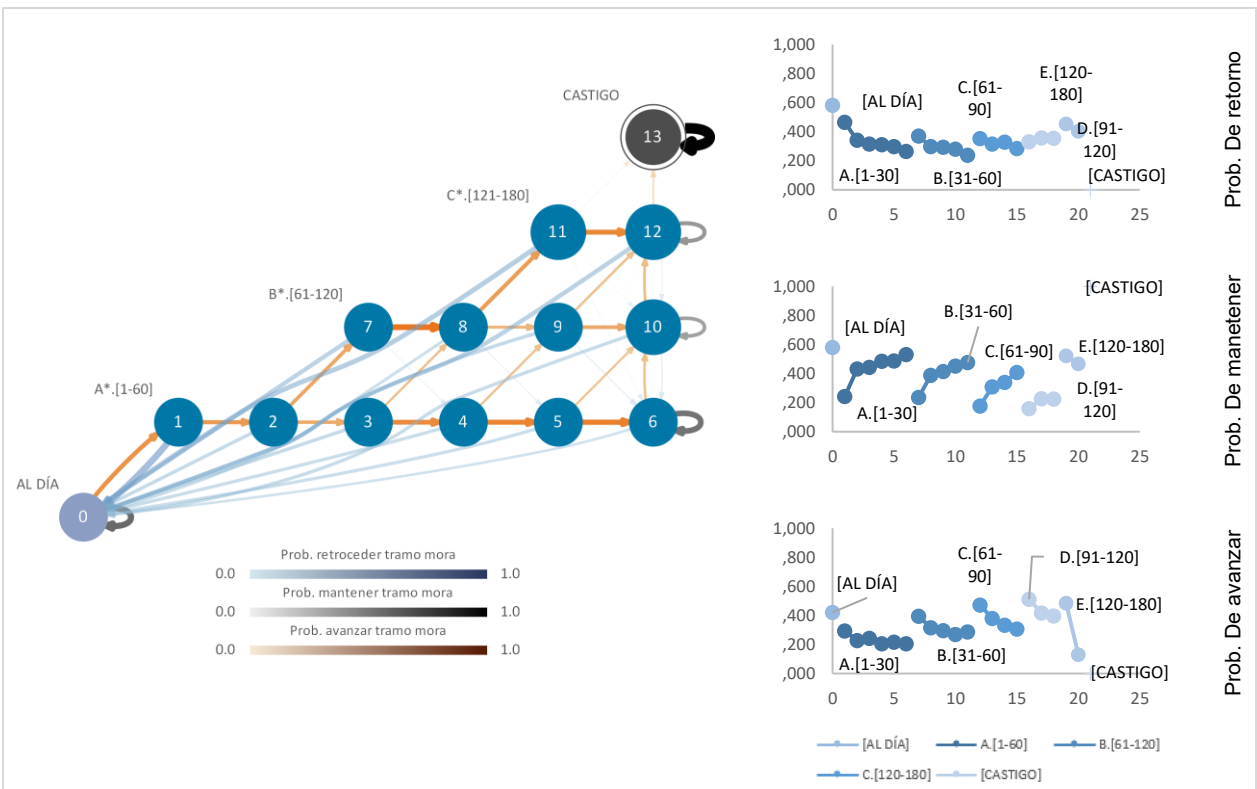 CASTIGO
13
C*.[121-180]
11
12
B*.[61-120]
7
8
9
10
A*.[1-60]
1
2
3
4
5
6
AL DÍA
0
Prob. retroceder tramo mora
0.0
1.0
Prob. mantener tramo mora
0.0
1.0
Prob. avanzar tramo mora
0.0
1.0
1,000
,800
,600
,400
,200
,000
0
5
10
15
20
25
[AL DÍA]
A.[1-30]
B.[31-60]
C.[61-
90]
E.[120-
180]
D.[91-
120]
[CASTIGO]
Prob. De retorno
1,000
,800
,600
,400
,200
,000
0
5
10
15
20
25
[AL DÍA]
A.[1-30]
B.[31-60]
C.[61-90]
[CASTIGO]
E.[120-180]
D.[91-
120]
Prob. De manetener
1,000
,800
,600
,400
,200
,000
0
5
10
15
20
25
[AL DÍA]
A.[1-30]
B.[31-60]
C.[61-
90]
D.[91-120]
E.[120-180]
[CASTIGO]
Prob. De avanzar
[AL DÍA]
A.[1-60]
B.[61-120]
C.[120-180]
[CASTIGO]